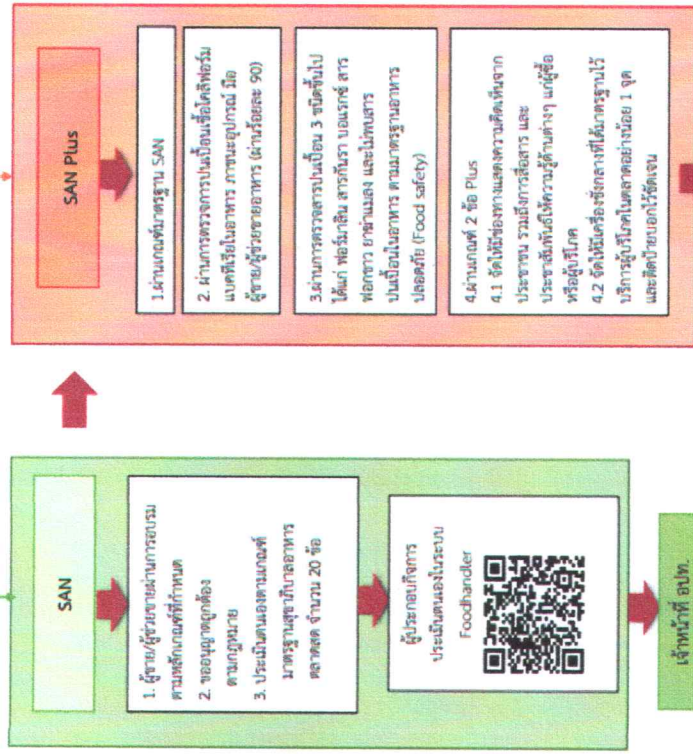 SAN
1. ผู้ขาย/ผู้ช่วยขายผ่านการอบรม
ตามหลักเกณฑ์ที่กำหนด
2. ขออนุญาตถูกต้อง
ตามกฎหมาย
3. ประเมินตนเองตามเกณฑ์
มาตรฐานสุขาภิบาลอาหาร
ตลาดสด จำนวน 20 ข้อ
ผู้ประกอบกิจการ
ประเมินตนเองในระบบ
Foodhandler
เจ้าหน้าที่ อปท.
SAN Plus
1.ผ่านเกณฑ์มาตรฐาน SAN
2. ผ่านการตรวจการปนเปื้อนเชื้อโคลิฟอร์ม
แบคทีเรียในอาหาร ภาชนะอุปกรณ์ มือ
ผู้ขาย/ผู้ช่วยขายอาหาร (ผ่านร้อยละ 90)
3.ผ่านการตรวจสารปนเปื้อน 3 ชนิดขึ้นไป
ได้แก่ ฟอร์มาลิน สารกันรา บอแรกซ์ สาร
ฟอกขาว ยาฆ่าแมลง และไม่พบสาร
ปนเปื้อนในอาหาร ตามมาตรฐานอาหาร
ปลอดภัย (Food safety)
4.ผ่านเกณฑ์ 2 ข้อ Plus
4.1 จัดให้มีช่องทางแสดงความคิดเห็นจาก
ประชาชน รวมถึงการสื่อสาร และ
ประชาสัมพันธ์ให้ความรู้ด้านต่างๆ แก่ผู้ซื้อ
หรือผู้บริโภค
4.2 จัดให้มีเครื่องชั่งกลางที่ได้มาตรฐานไว้
บริการผู้บริโภคในตลาดอย่างน้อย 1 จุด
และติดป้ายบอกไว้ชัดเจน